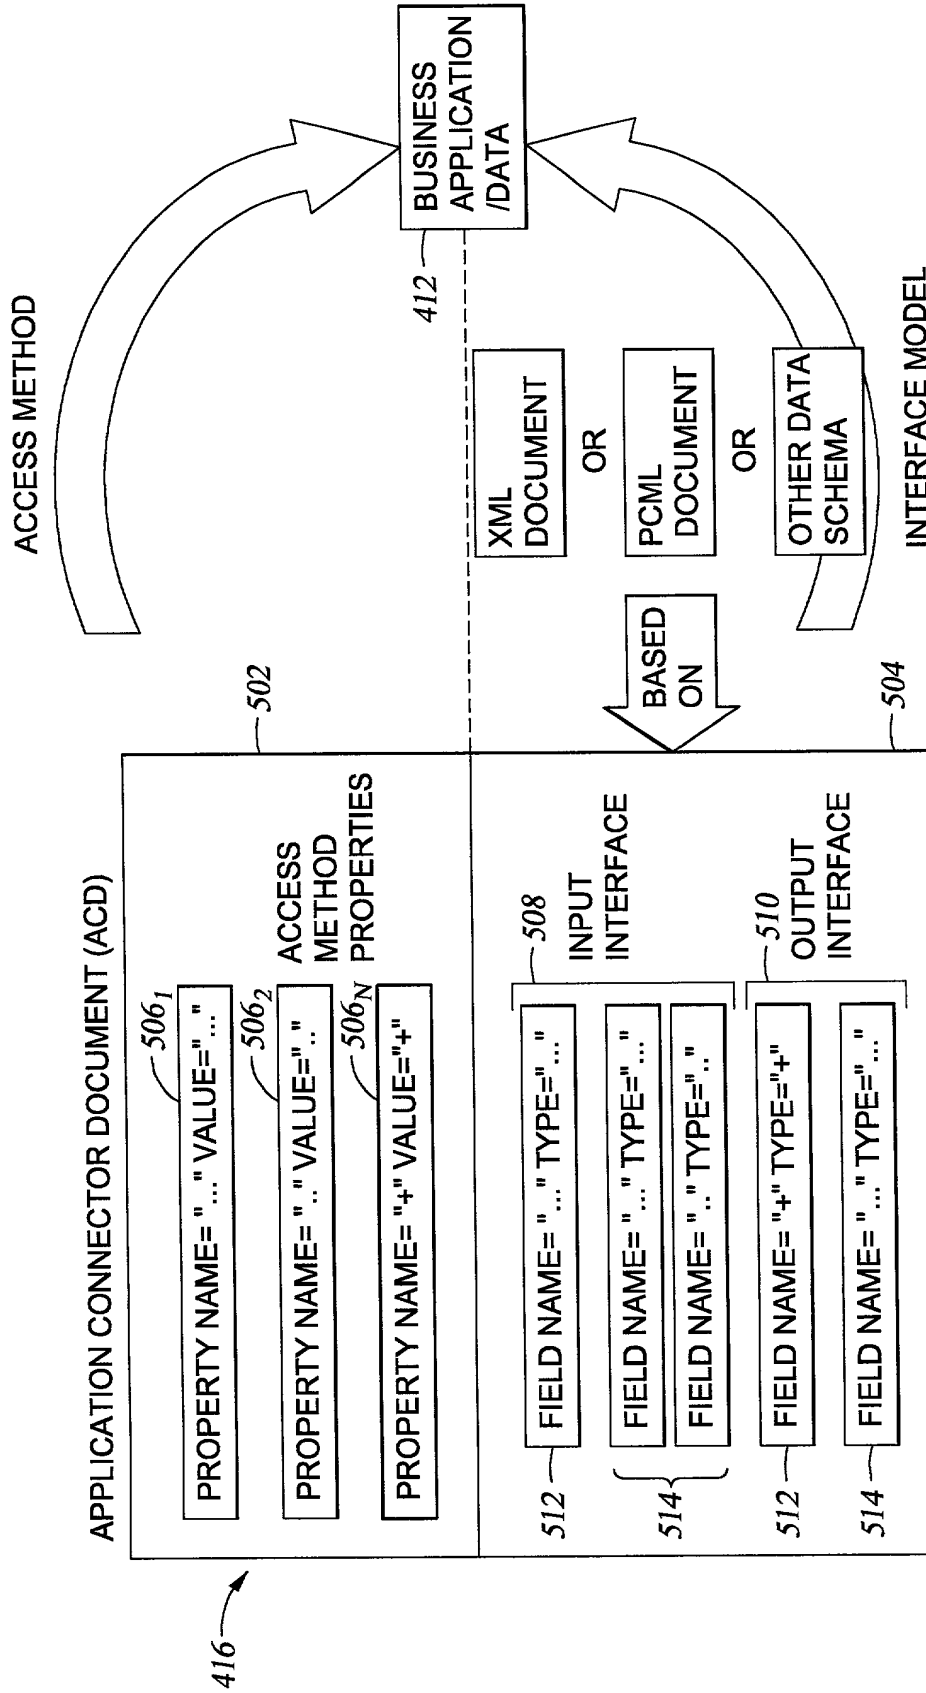 APPLICATION CONNECTOR DOCUMENT (ACD)
416
502
506₁
PROPERTY NAME= "..." VALUE="..."
506₂
PROPERTY NAME= ".." VALUE=".."
506N
PROPERTY NAME= "+" VALUE="+"
ACCESS
METHOD
PROPERTIES
ACCESS METHOD
BUSINESS
APPLICATION
/DATA
412
508
INPUT
INTERFACE
512
FIELD NAME= "..." TYPE="..."
514
FIELD NAME= "..." TYPE="..."
FIELD NAME= ".." TYPE=".."
510
OUTPUT
INTERFACE
512
FIELD NAME= "+" TYPE="+"
514
FIELD NAME= "..." TYPE="..."
504
BASED
ON
XML
DOCUMENT
OR
PCML
DOCUMENT
OR
OTHER DATA
SCHEMA
INTERFACE MODEL